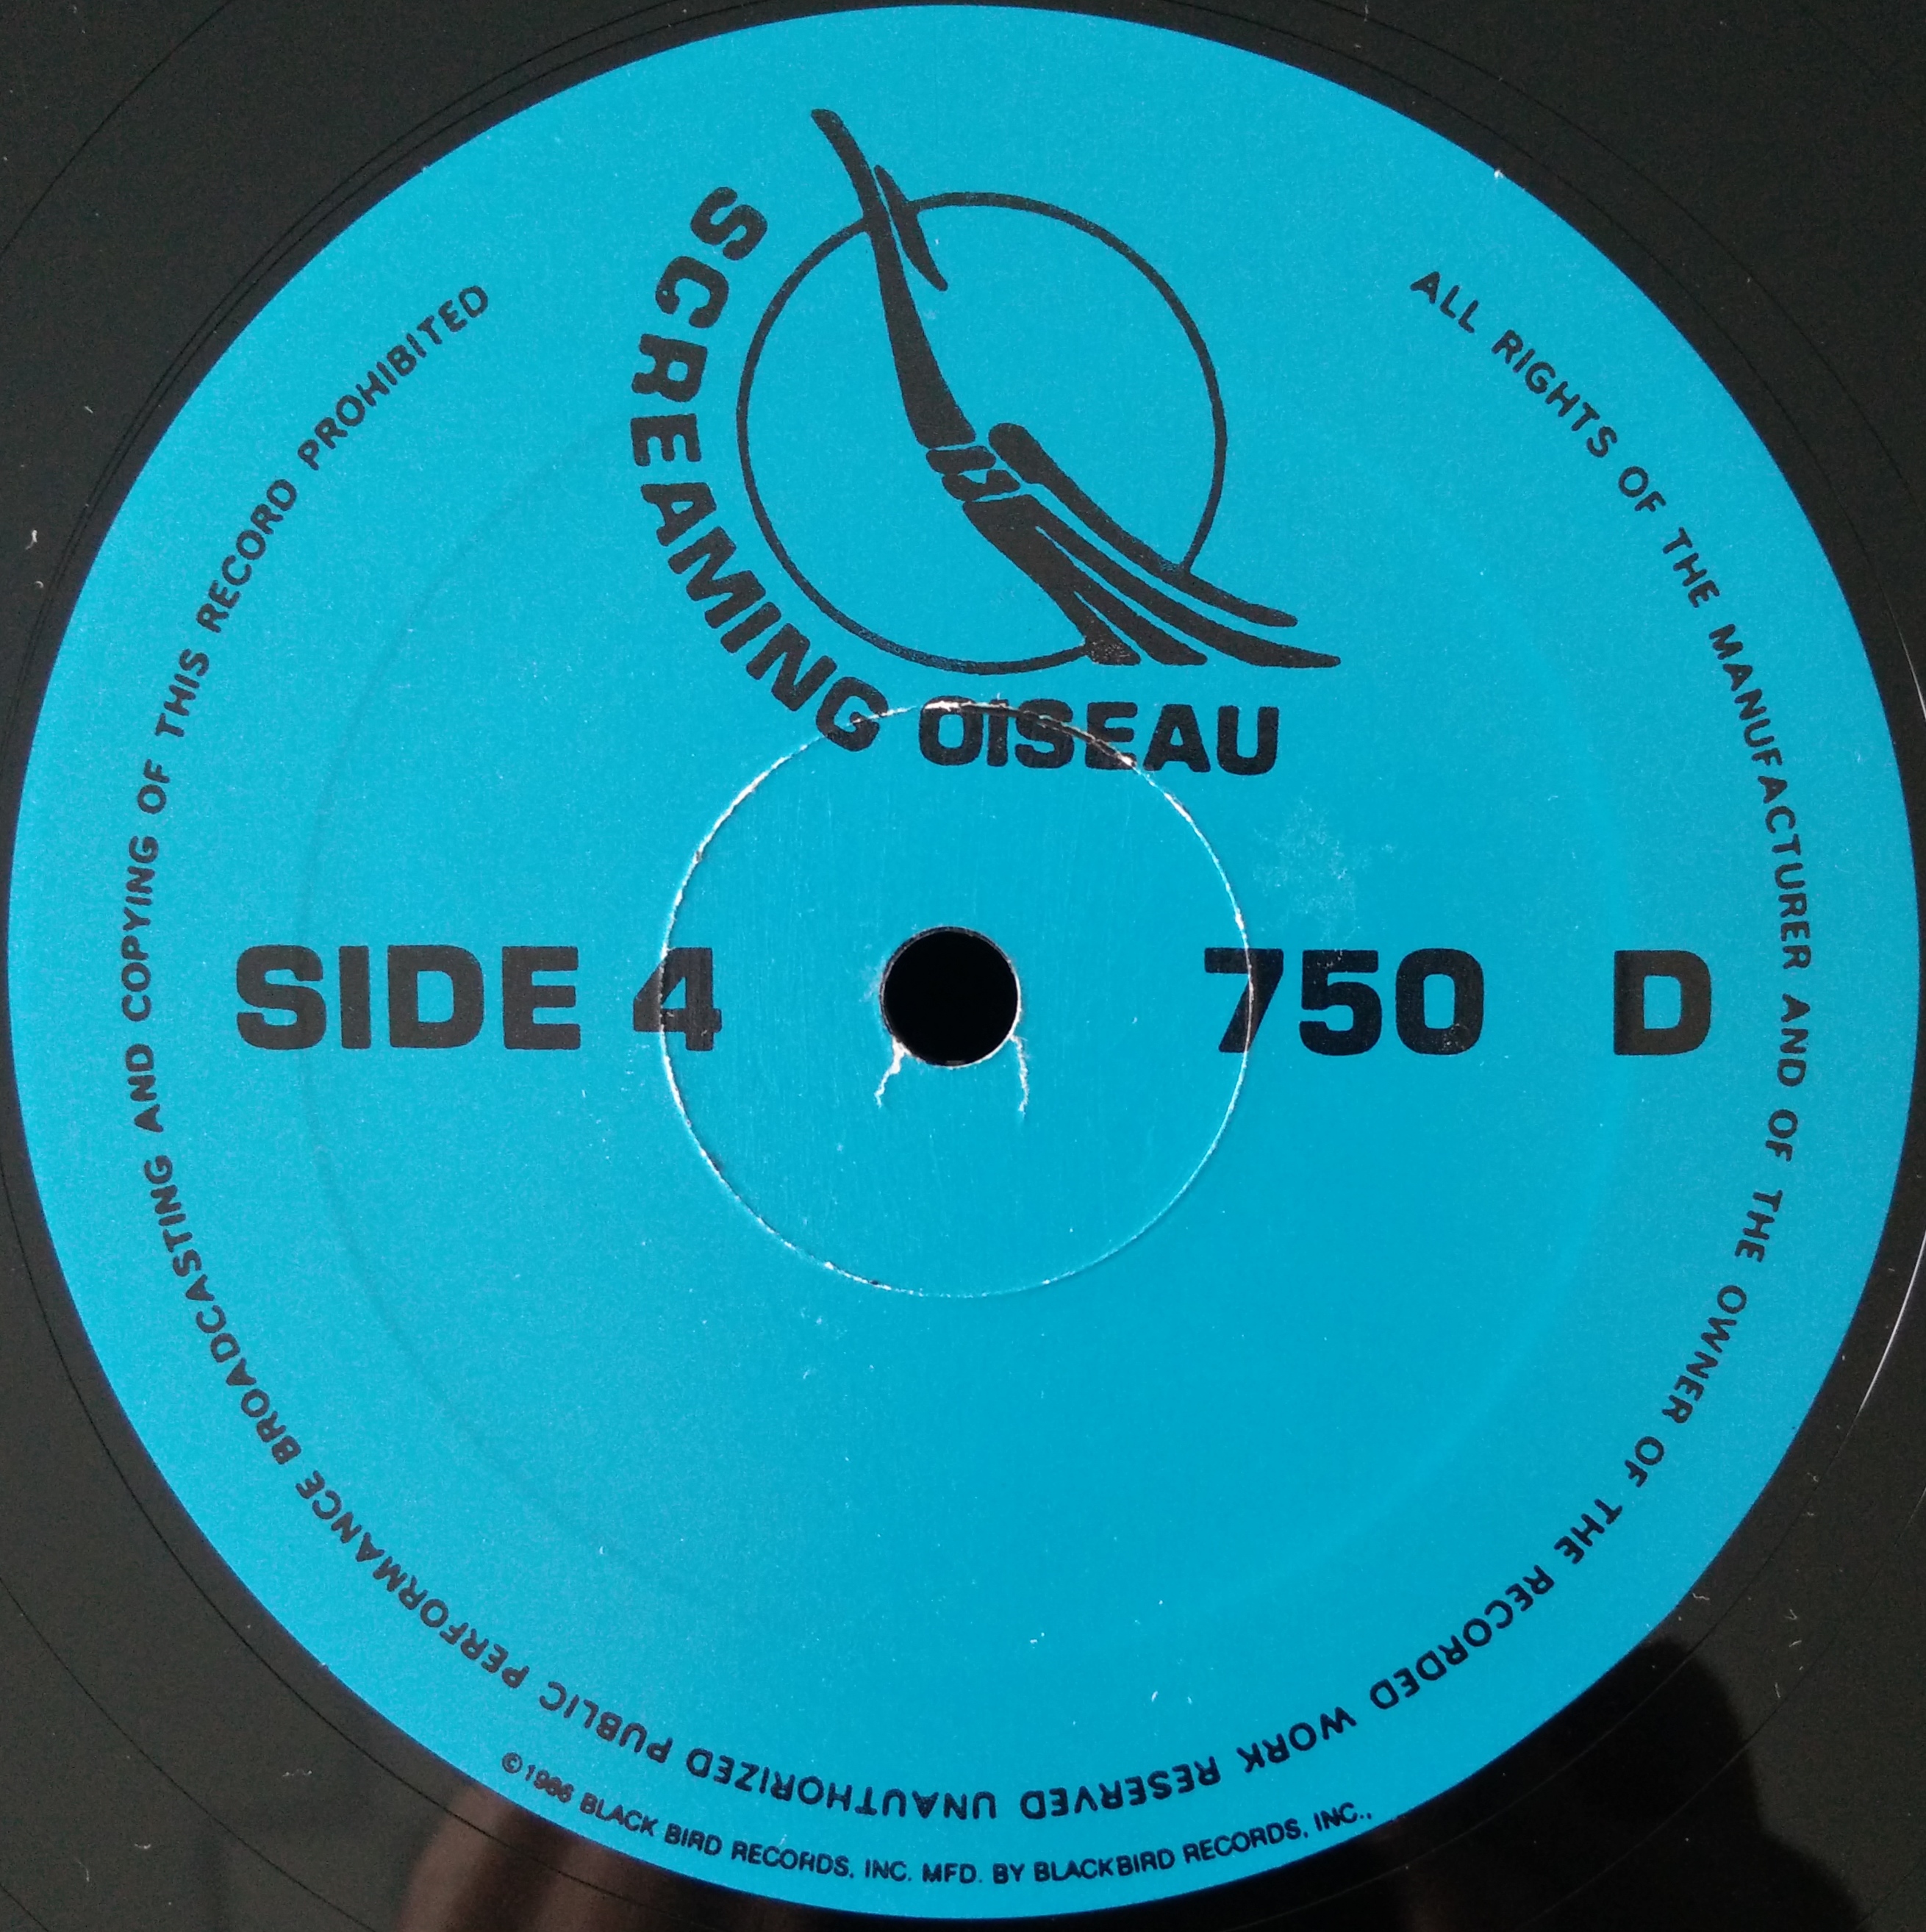 SCREAMING OISEAU
SIDE 4
750 D
ALL RIGHTS OF THE MANUFACTURER AND OF THE OWNER OF THE RECORDED WORK RESERVED UNAUTHORIZED PUBLIC PERFORMANCE BROADCASTING AND COPYING OF THIS RECORD PROHIBITED
© 1986 BLACK BIRD RECORDS, INC. MFD. BY BLACKBIRD RECORDS, INC.,